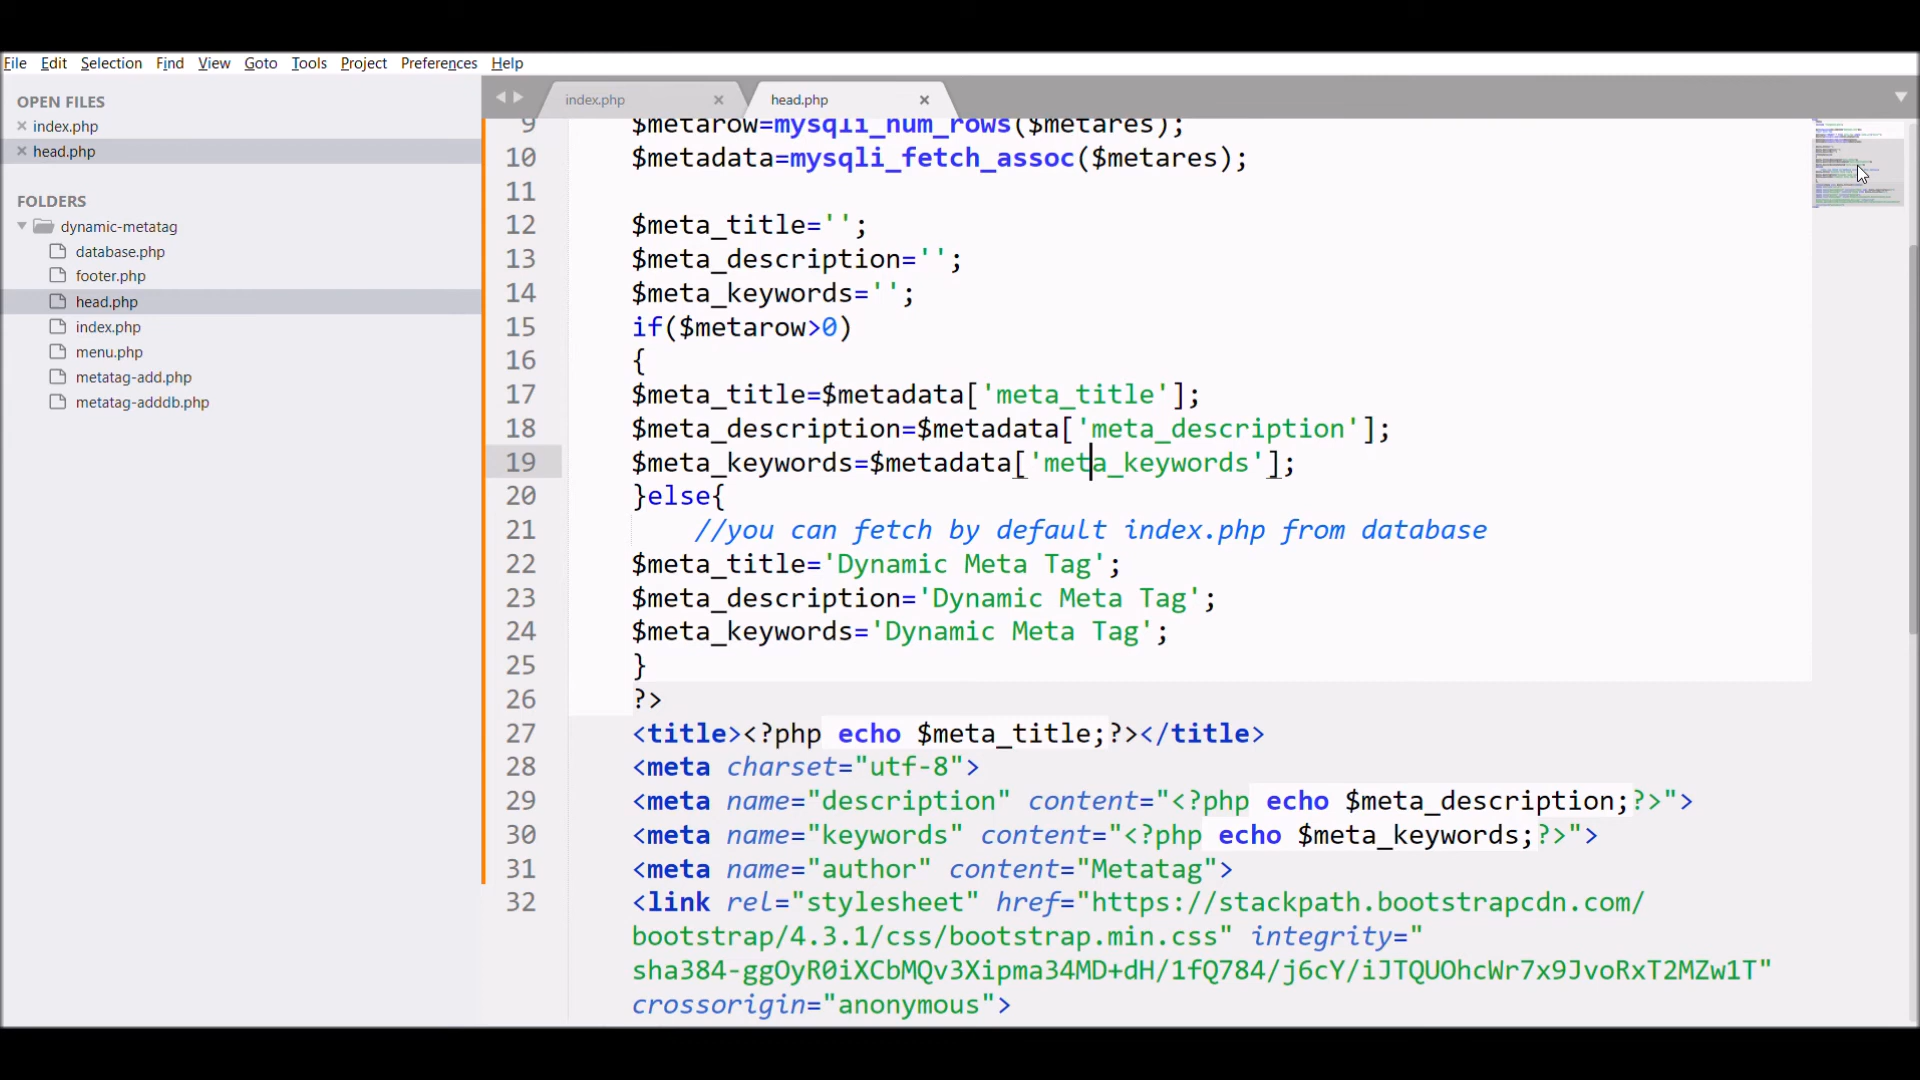 File Edit Selection Find View Goto Tools Project Preferences Help
OPEN FILES
index.php
head.php
FOLDERS
dynamic-metatag
database.php
footer.php
head.php
index.php
menu.php
metatag-add.php
metatag-adddb.php
index.php head.php
9 $metarow=mysqli_num_rows($metares);
10 $metadata=mysqli_fetch_assoc($metares);
11
12 $meta_title='';
13 $meta_description='';
14 $meta_keywords='';
15 if($metarow>0)
16 {
17 $meta_title=$metadata['meta_title'];
18 $meta_description=$metadata['meta_description'];
19 $meta_keywords=$metadata['meta_keywords'];
20 }else{
21 //you can fetch by default index.php from database
22 $meta_title='Dynamic Meta Tag';
23 $meta_description='Dynamic Meta Tag';
24 $meta_keywords='Dynamic Meta Tag';
25 }
26 ?>
27 <title><?php echo $meta_title;?></title>
28 <meta charset="utf-8">
29 <meta name="description" content="<?php echo $meta_description;?>">
30 <meta name="keywords" content="<?php echo $meta_keywords;?>">
31 <meta name="author" content="Metatag">
32 <link rel="stylesheet" href="https://stackpath.bootstrapcdn.com/
bootstrap/4.3.1/css/bootstrap.min.css" integrity="
sha384-ggOyR0iXCbMQv3Xipma34MD+dH/1fQ784/j6cY/iJTQUOhcWr7x9JvoRxT2MZw1T"
crossorigin="anonymous">